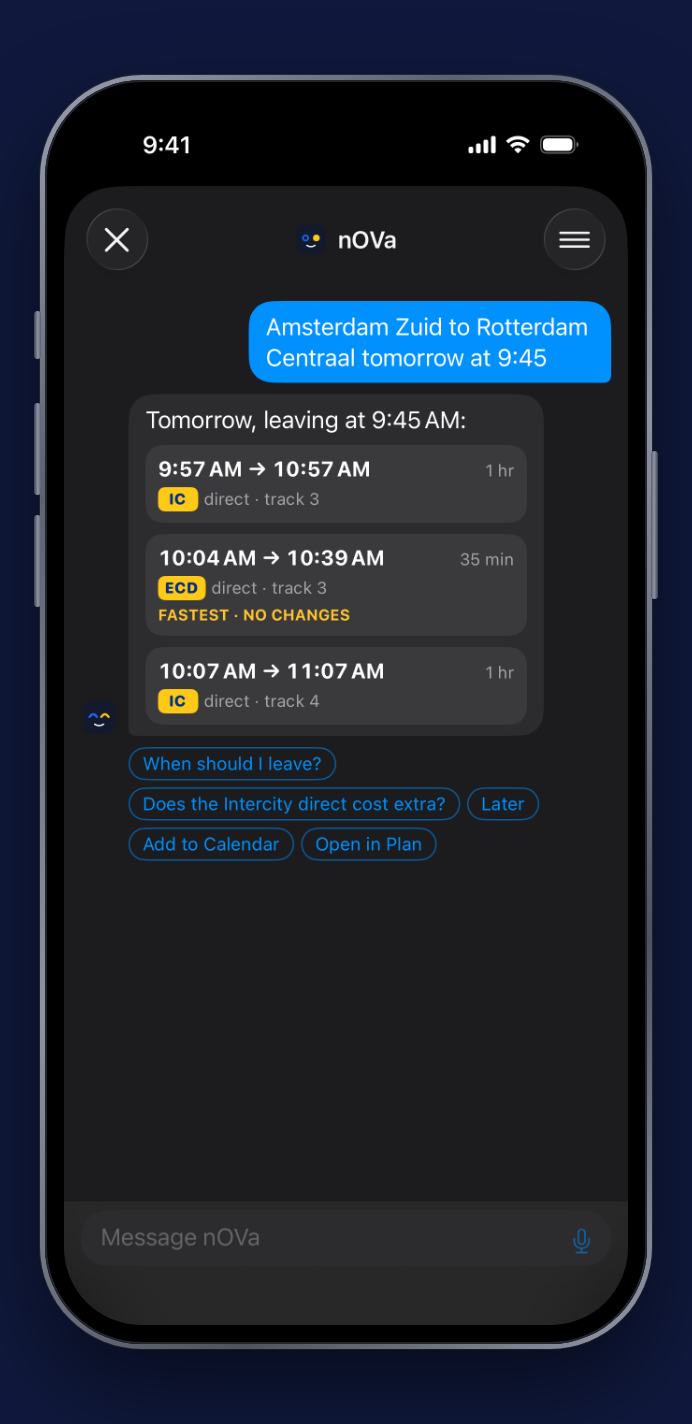 9:41
nOVa
Amsterdam Zuid to Rotterdam
Centraal tomorrow at 9:45
Tomorrow, leaving at 9:45 AM:
9:57 AM → 10:57 AM 1 hr
IC direct · track 3
10:04 AM → 10:39 AM 35 min
ECD direct · track 3
FASTEST · NO CHANGES
10:07 AM → 11:07 AM 1 hr
IC direct · track 4
When should I leave?
Does the Intercity direct cost extra? Later
Add to Calendar Open in Plan
Message nOVa